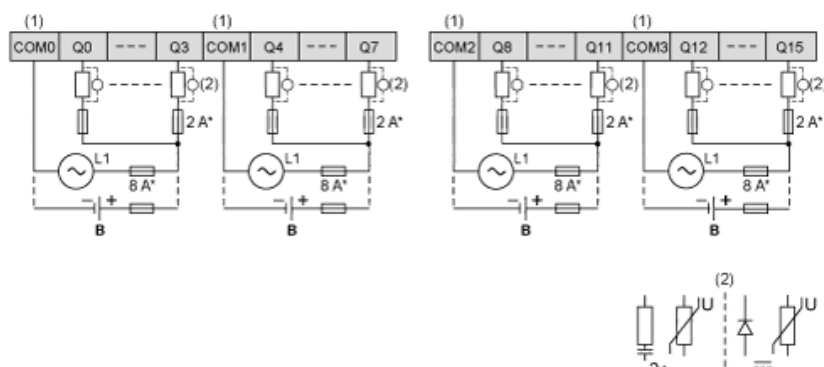 (1) (1) (1) (1)
COM0 Q0 --- Q3 COM1 Q4 --- Q7 COM2 Q8 --- Q11 COM3 Q12 --- Q15
(2) (2) (2) (2)
2 A* 2 A* 2 A* 2 A*
L1 L1 L1 L1
8 A* 8 A* 8 A* 8 A*
− + − + − + − +
B B B B
(2)
U U